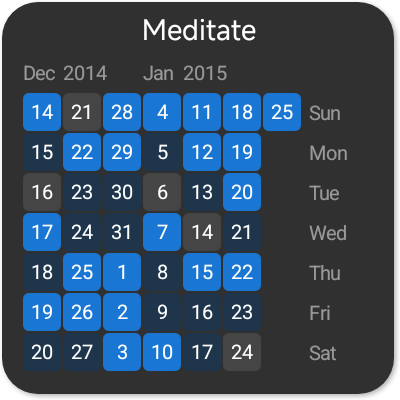 Meditate
Dec 2014 Jan 2015
14 21 28 4 11 18 25 Sun
15 22 29 5 12 19 Mon
16 23 30 6 13 20 Tue
17 24 31 7 14 21 Wed
18 25 1 8 15 22 Thu
19 26 2 9 16 23 Fri
20 27 3 10 17 24 Sat